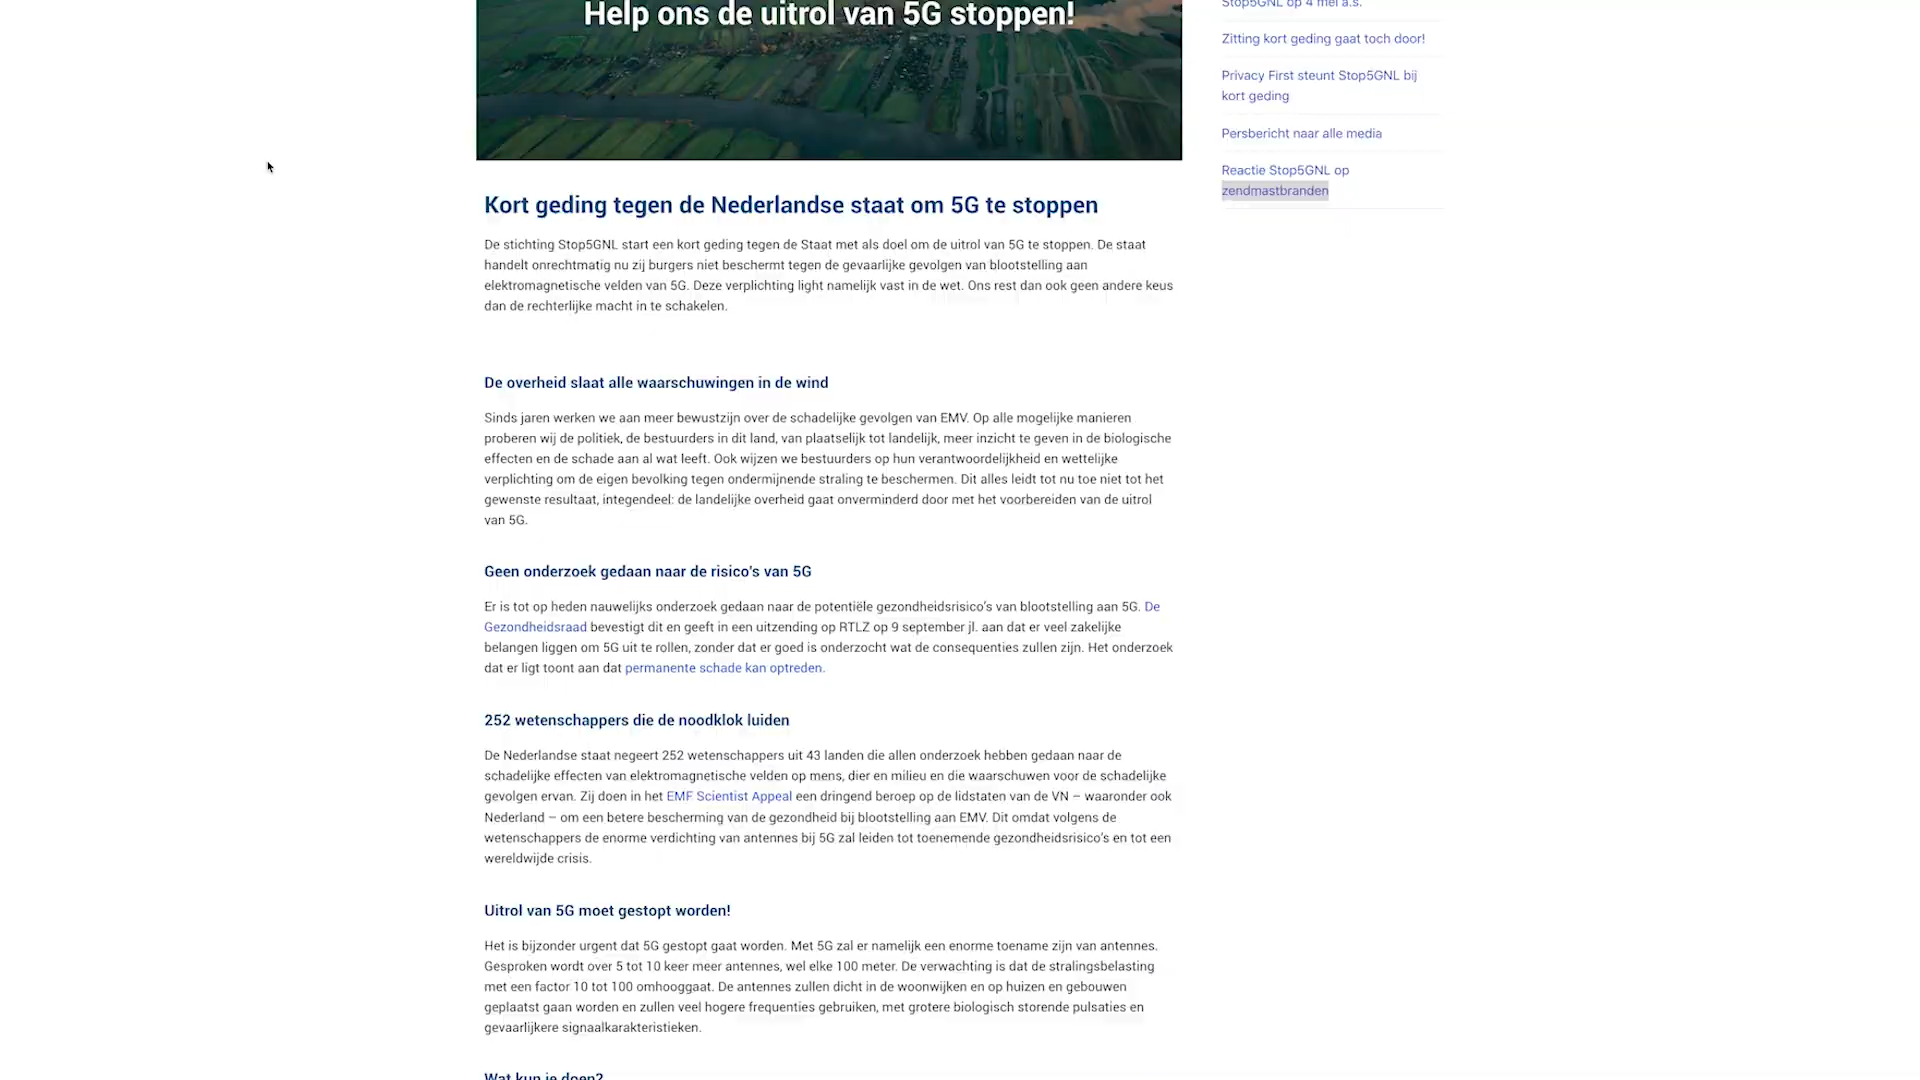 Help ons de uitrol van 5G stoppen!
Kort geding tegen de Nederlandse staat om 5G te stoppen
De stichting Stop5GNL start een kort geding tegen de Staat met als doel om de uitrol van 5G te stoppen. De staat
handelt onrechtmatig nu zij burgers niet beschermt tegen de gevaarlijke gevolgen van blootstelling aan
elektromagnetische velden van 5G. Deze verplichting light namelijk vast in de wet. Ons rest dan ook geen andere keus
dan de rechterlijke macht in te schakelen.
De overheid slaat alle waarschuwingen in de wind
Sinds jaren werken we aan meer bewustzijn over de schadelijke gevolgen van EMV. Op alle mogelijke manieren
proberen wij de politiek, de bestuurders in dit land, van plaatselijk tot landelijk, meer inzicht te geven in de biologische
effecten en de schade aan al wat leeft. Ook wijzen we bestuurders op hun verantwoordelijkheid en wettelijke
verplichting om de eigen bevolking tegen ondermijnende straling te beschermen. Dit alles leidt tot nu toe niet tot het
gewenste resultaat, integendeel: de landelijke overheid gaat onverminderd door met het voorbereiden van de uitrol
van 5G.
Geen onderzoek gedaan naar de risico's van 5G
Er is tot op heden nauwelijks onderzoek gedaan naar de potentiële gezondheidsrisico's van blootstelling aan 5G. De
Gezondheidsraad bevestigt dit en geeft in een uitzending op RTLZ op 9 september jl. aan dat er veel zakelijke
belangen liggen om 5G uit te rollen, zonder dat er goed is onderzocht wat de consequenties zullen zijn. Het onderzoek
dat er ligt toont aan dat permanente schade kan optreden.
252 wetenschappers die de noodklok luiden
De Nederlandse staat negeert 252 wetenschappers uit 43 landen die allen onderzoek hebben gedaan naar de
schadelijke effecten van elektromagnetische velden op mens, dier en milieu en die waarschuwen voor de schadelijke
gevolgen ervan. Zij doen in het EMF Scientist Appeal een dringend beroep op de lidstaten van de VN – waaronder ook
Nederland – om een betere bescherming van de gezondheid bij blootstelling aan EMV. Dit omdat volgens de
wetenschappers de enorme verdichting van antennes bij 5G zal leiden tot toenemende gezondheidsrisico's en tot een
wereldwijde crisis.
Uitrol van 5G moet gestopt worden!
Het is bijzonder urgent dat 5G gestopt gaat worden. Met 5G zal er namelijk een enorme toename zijn van antennes.
Gesproken wordt over 5 tot 10 keer meer antennes, wel elke 100 meter. De verwachting is dat de stralingsbelasting
met een factor 10 tot 100 omhooggaat. De antennes zullen dicht in de woonwijken en op huizen en gebouwen
geplaatst gaan worden en zullen veel hogere frequenties gebruiken, met grotere biologisch storende pulsaties en
gevaarlijkere signaalkarakteristieken.
Wat kun je doen?
Stop5GNL op 4 mei a.s.
Zitting kort geding gaat toch door!
Privacy First steunt Stop5GNL bij
kort geding
Persbericht naar alle media
Reactie Stop5GNL op
zendmastbranden